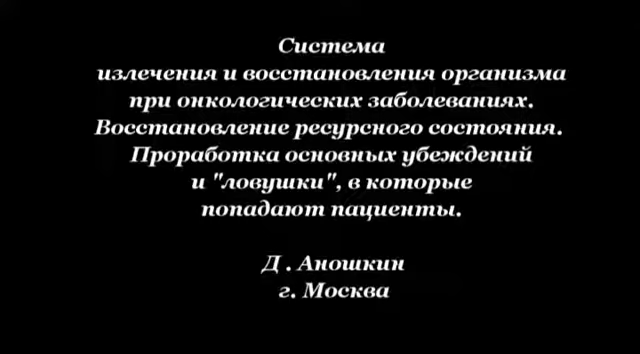 Система
излечения и восстановления организма
при онкологических заболеваниях.
Восстановление ресурсного состояния.
Проработка основных убеждений
и "ловушки", в которые
попадают пациенты.
Д . Аношкин
г. Москва